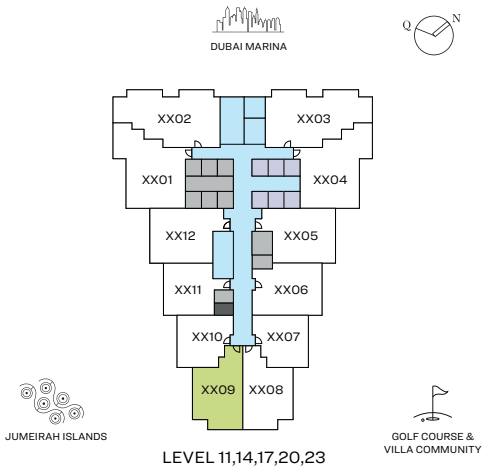 DUBAI MARINA
Q N
XX02 XX03
XX01 XX04
XX12 XX05
XX11 XX06
XX10 XX07
XX09 XX08
JUMEIRAH ISLANDS
GOLF COURSE &
VILLA COMMUNITY
LEVEL 11,14,17,20,23